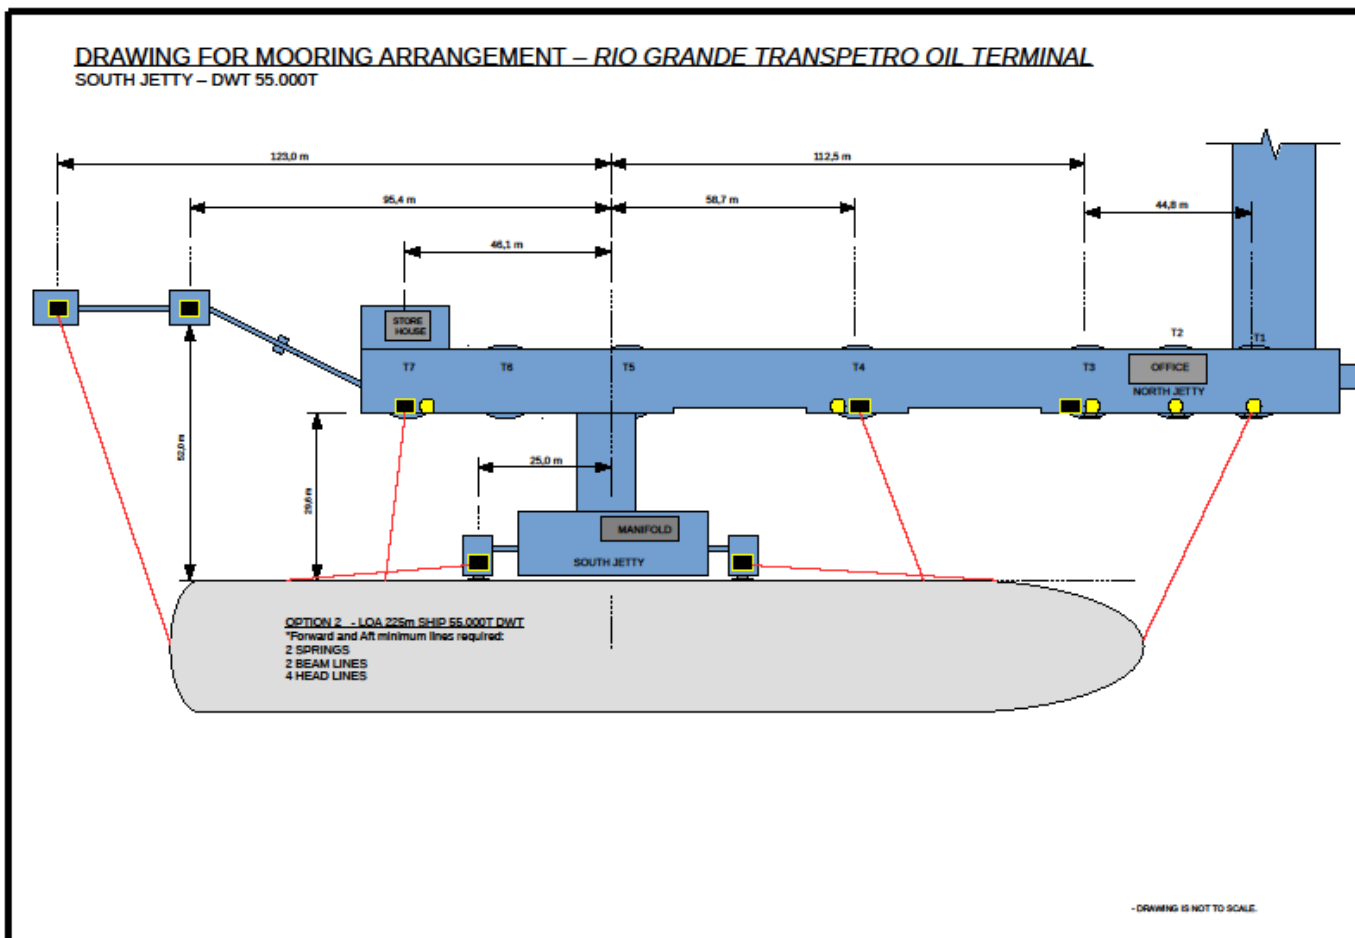 DRAWING FOR MOORING ARRANGEMENT – RIO GRANDE TRANSPETRO OIL TERMINAL
SOUTH JETTY – DWT 55.000T
123,0 m
112,5 m
95,4 m
58,7 m
44,8 m
46,1 m
STORE
HOUSE
T2
T1
T7
T6
T5
T4
T3
OFFICE
NORTH JETTY
52,0 m
29,6 m
25,0 m
MANIFOLD
SOUTH JETTY
OPTION 2 - LOA 225m SHIP 55.000T DWT
*Forward and Aft minimum lines required:
2 SPRINGS
2 BEAM LINES
4 HEAD LINES
- DRAWING IS NOT TO SCALE.